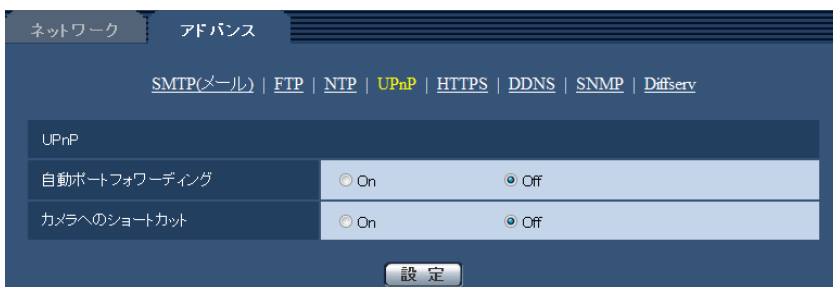 ネットワーク アドバンス
SMTP(メール) | FTP | NTP | UPnP | HTTPS | DDNS | SNMP | Diffserv
UPnP
自動ポートフォワーディング On Off
カメラへのショートカット On Off
設定